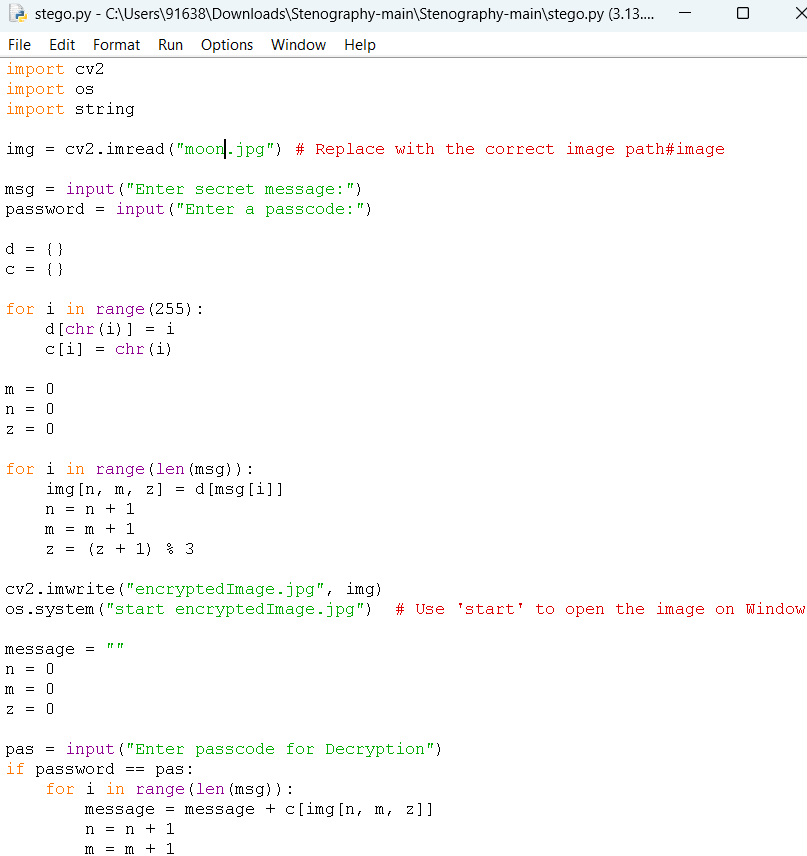 stego.py - C:\Users\91638\Downloads\Stenography-main\Stenography-main\stego.py (3.13....
File Edit Format Run Options Window Help
import cv2
import os
import string

img = cv2.imread("moon.jpg") # Replace with the correct image path#image

msg = input("Enter secret message:")
password = input("Enter a passcode:")

d = {}
c = {}

for i in range(255):
    d[chr(i)] = i
    c[i] = chr(i)

m = 0
n = 0
z = 0

for i in range(len(msg)):
    img[n, m, z] = d[msg[i]]
    n = n + 1
    m = m + 1
    z = (z + 1) % 3

cv2.imwrite("encryptedImage.jpg", img)
os.system("start encryptedImage.jpg")  # Use 'start' to open the image on Window

message = ""
n = 0
m = 0
z = 0

pas = input("Enter passcode for Decryption")
if password == pas:
    for i in range(len(msg)):
        message = message + c[img[n, m, z]]
        n = n + 1
        m = m + 1